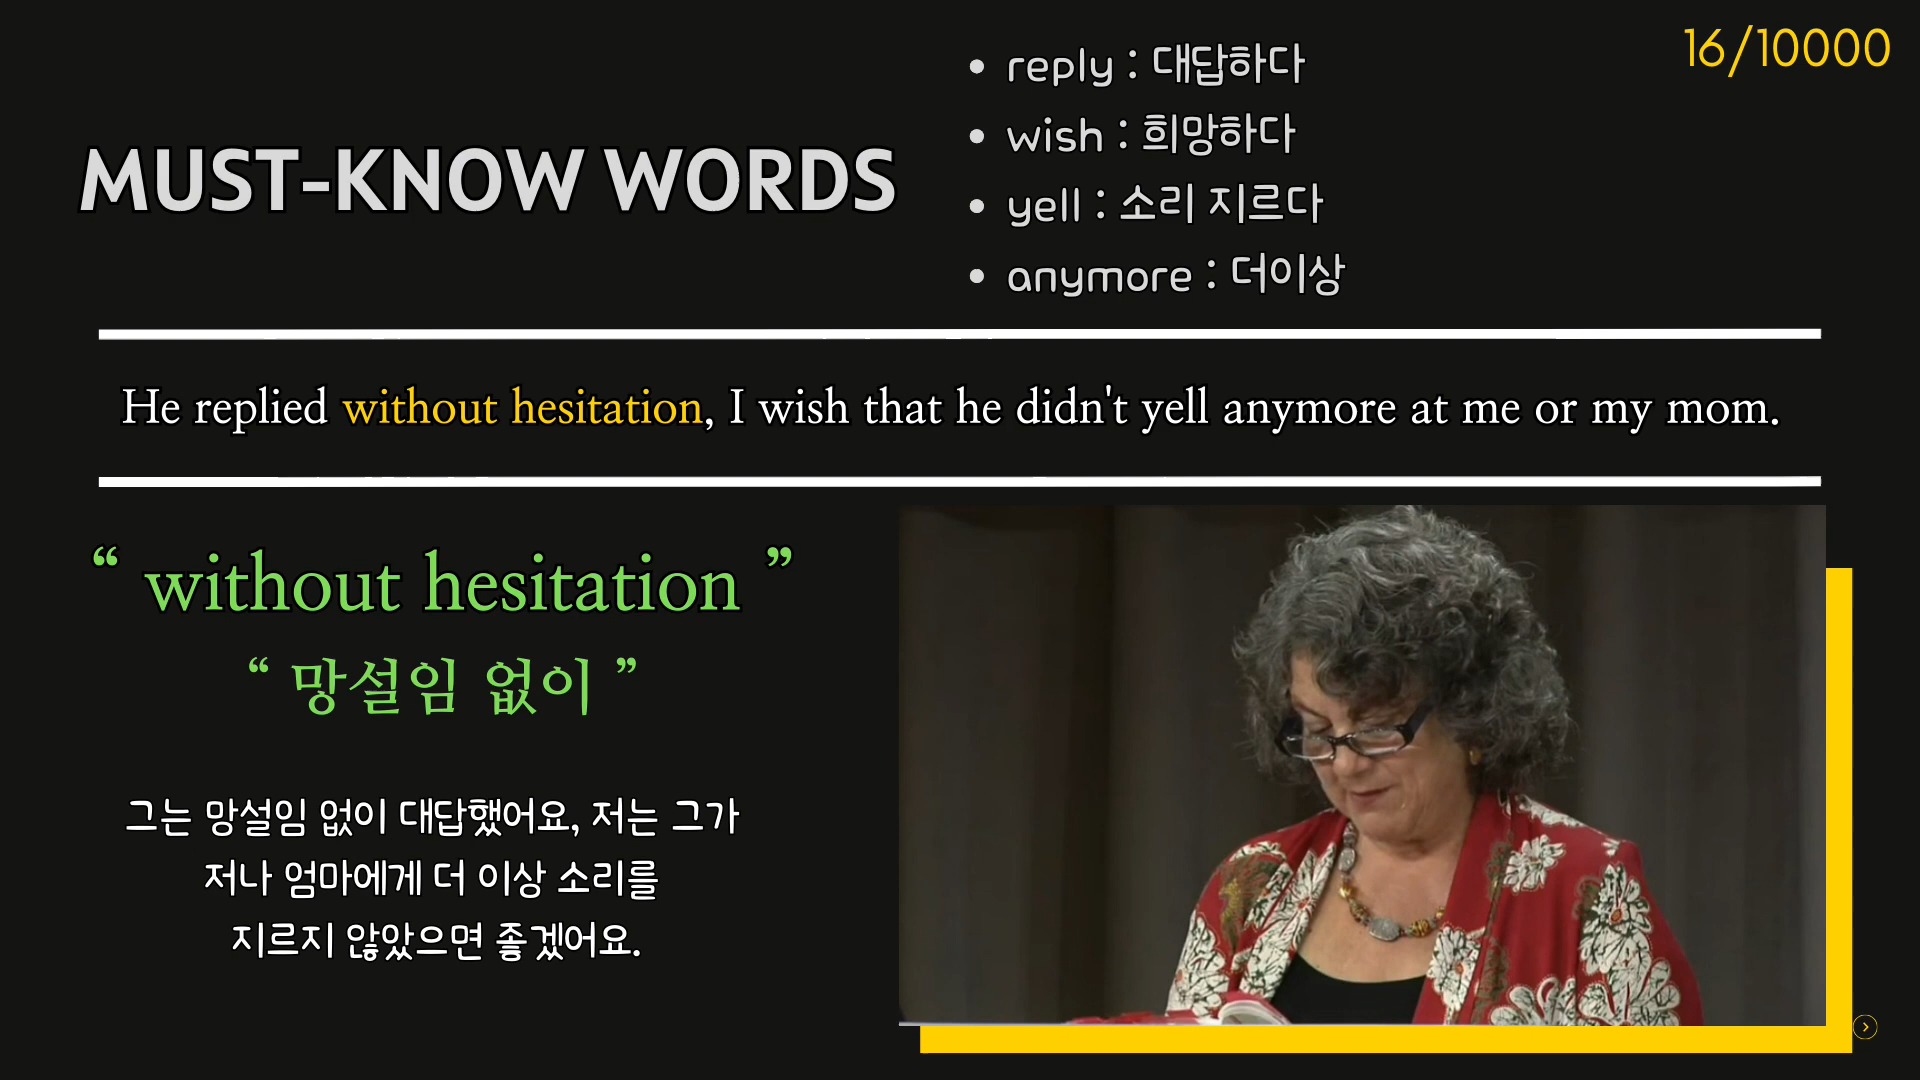 16/10000
MUST-KNOW WORDS
• reply : 대답하다
• wish : 희망하다
• yell : 소리 지르다
• anymore : 더이상
He replied without hesitation, I wish that he didn't yell anymore at me or my mom.
“ without hesitation ”
“ 망설임 없이 ”
그는 망설임 없이 대답했어요, 저는 그가
저나 엄마에게 더 이상 소리를
지르지 않았으면 좋겠어요.